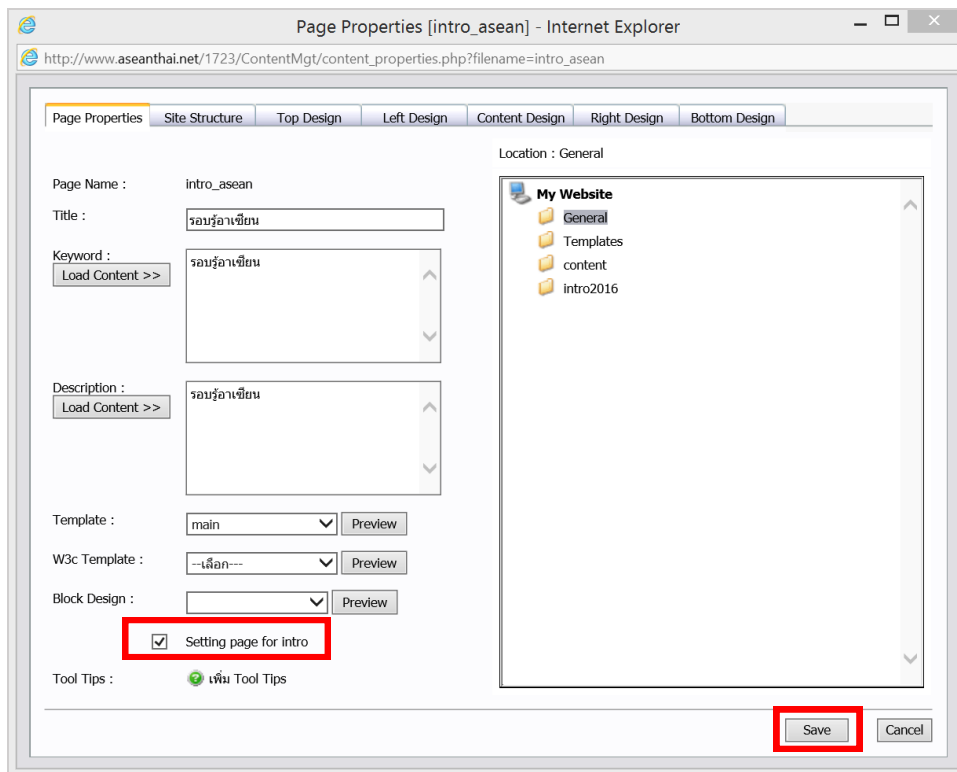 Page Properties [intro_asean] - Internet Explorer
http://www.aseanthai.net/1723/ContentMgt/content_properties.php?filename=intro_asean
Page Properties Site Structure Top Design Left Design Content Design Right Design Bottom Design
Location : General
Page Name : intro_asean
Title : รอบรู้อาเซียน
Keyword :
Load Content >>
รอบรู้อาเซียน
Description :
Load Content >>
รอบรู้อาเซียน
Template : main Preview
W3c Template : --เลือก--- Preview
Block Design : Preview
Setting page for intro
Tool Tips : เพิ่ม Tool Tips
My Website
General
Templates
content
intro2016
Save Cancel